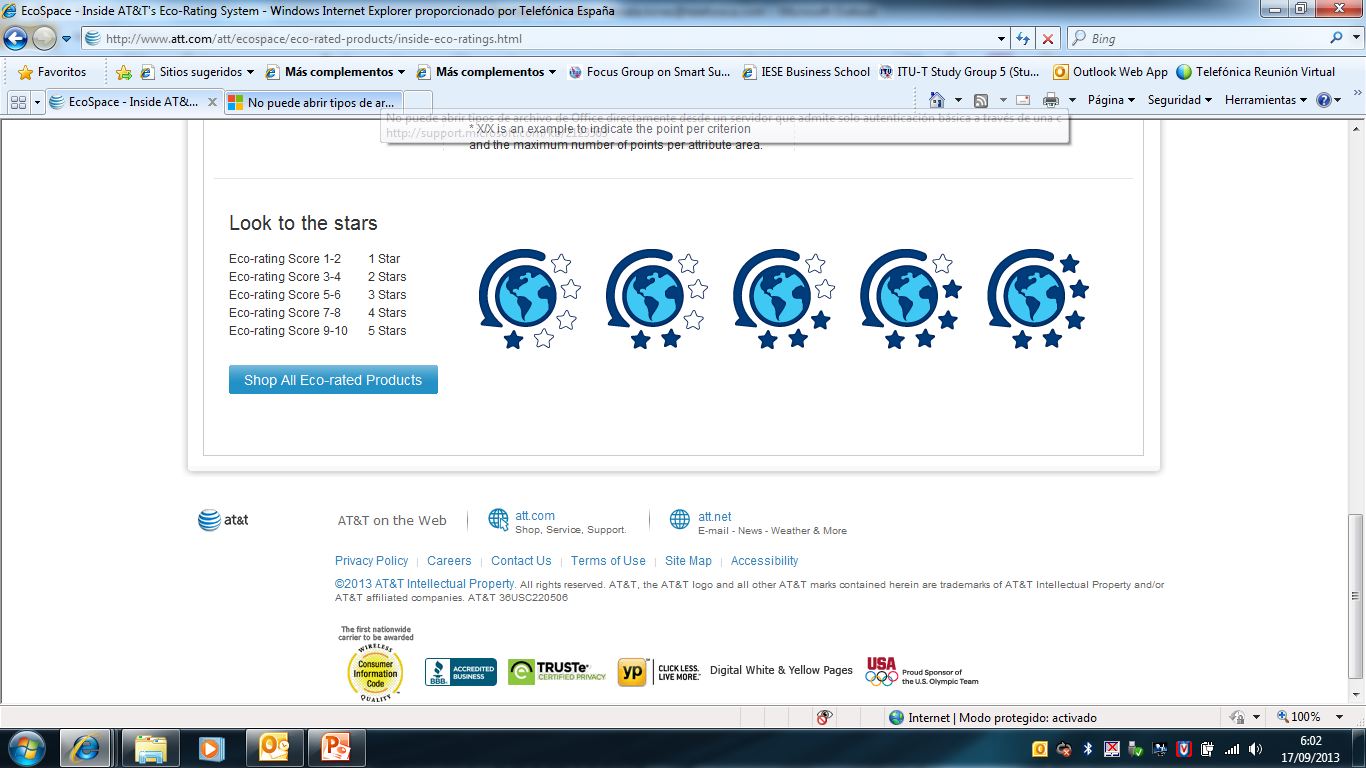 EcoSpace - Inside AT&T's Eco-Rating System - Windows Internet Explorer proporcionado por Telefónica España
http://www.att.com/att/ecospace/eco-rated-products/inside-eco-ratings.html
Bing
Favoritos Sitios sugeridos Más complementos Más complementos Focus Group on Smart Su... IESE Business School ITU-T Study Group 5 (Stu... Outlook Web App Telefónica Reunión Virtual
EcoSpace - Inside AT&... No puede abrir tipos de ar... Página Seguridad Herramientas
No puede abrir tipos de archivo de Office directamente desde un servidor que admite solo autenticación básica a través de una c
http://support.microsoft.com
* X/X is an example to indicate the point per criterion
and the maximum number of points per attribute area.
Look to the stars
Eco-rating Score 1-2 1 Star
Eco-rating Score 3-4 2 Stars
Eco-rating Score 5-6 3 Stars
Eco-rating Score 7-8 4 Stars
Eco-rating Score 9-10 5 Stars
Shop All Eco-rated Products
at&t AT&T on the Web
att.com
Shop, Service, Support.
att.net
E-mail - News - Weather & More
Privacy Policy Careers Contact Us Terms of Use Site Map Accessibility
©2013 AT&T Intellectual Property. All rights reserved. AT&T, the AT&T logo and all other AT&T marks contained herein are trademarks of AT&T Intellectual Property and/or
AT&T affiliated companies. AT&T 36USC220506
The first nationwide
carrier to be awarded
WIRELESS
Consumer
Information
Code
QUALITY
BBB. ACCREDITED
BUSINESS
TRUSTe
CERTIFIED PRIVACY
yp CLICK LESS.
LIVE MORE.
Digital White & Yellow Pages
USA
Proud Sponsor of
the U.S. Olympic Team
Internet | Modo protegido: activado 100%
6:02
17/09/2013